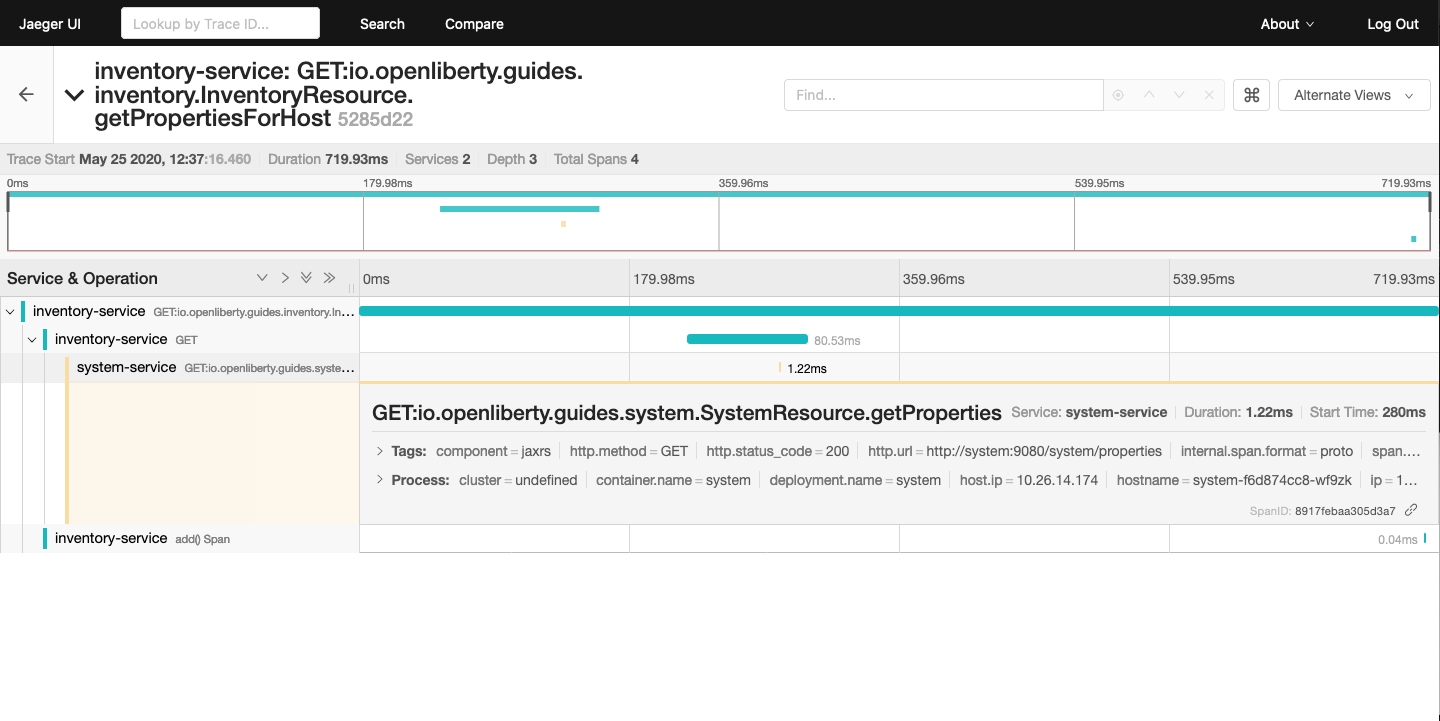 Jaeger UI Lookup by Trace ID... Search Compare About Log Out
inventory-service: GET:io.openliberty.guides.
inventory.InventoryResource.
getPropertiesForHost 5285d22
Find... ⌘ Alternate Views
Trace Start May 25 2020, 12:37:16.460 Duration 719.93ms Services 2 Depth 3 Total Spans 4
0ms 179.98ms 359.96ms 539.95ms 719.93ms
Service & Operation 0ms 179.98ms 359.96ms 539.95ms 719.93ms
inventory-service GET:io.openliberty.guides.inventory.In...
inventory-service GET 80.53ms
system-service GET:io.openliberty.guides.syste... 1.22ms
GET:io.openliberty.guides.system.SystemResource.getProperties Service: system-service Duration: 1.22ms Start Time: 280ms
Tags: component = jaxrs http.method = GET http.status_code = 200 http.url = http://system:9080/system/properties internal.span.format = proto span....
Process: cluster = undefined container.name = system deployment.name = system host.ip = 10.26.14.174 hostname = system-f6d874cc8-wf9zk ip = 1...
SpanID: 8917febaa305d3a7
inventory-service add() Span 0.04ms